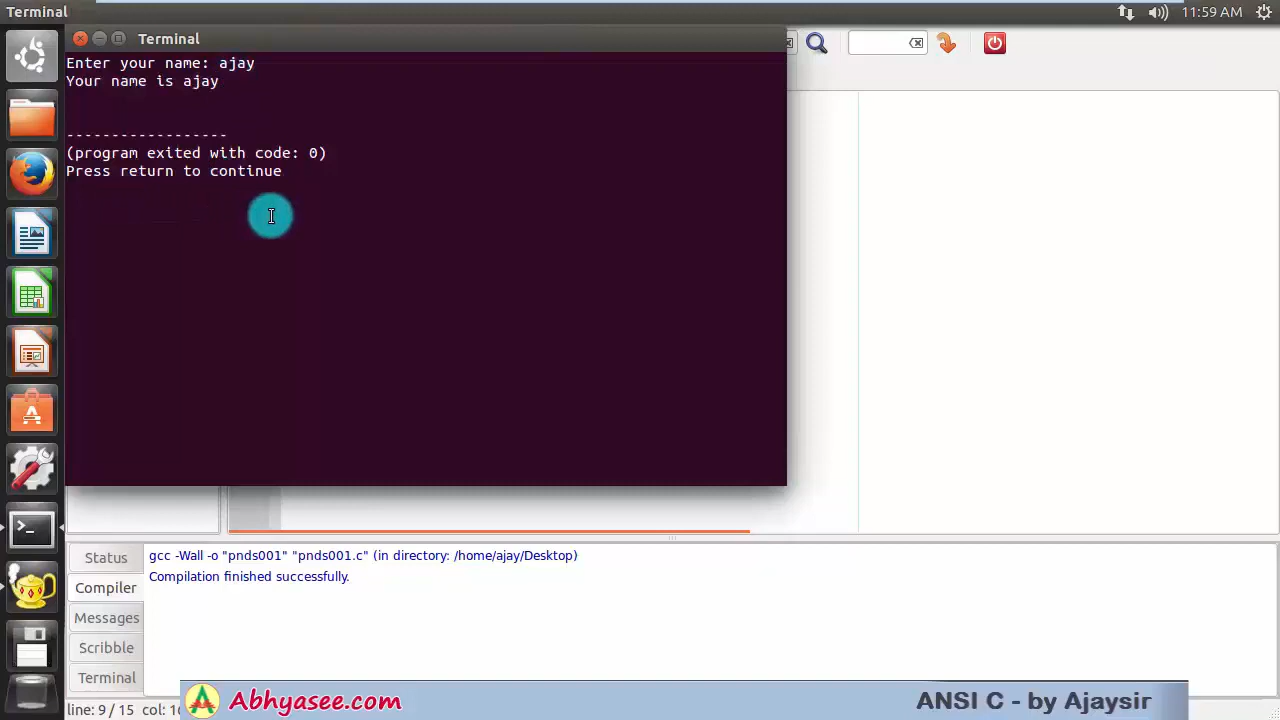 Terminal
11:59 AM
Terminal
Enter your name: ajay
Your name is ajay
------------------
(program exited with code: 0)
Press return to continue
Status
gcc -Wall -o "pnds001" "pnds001.c" (in directory: /home/ajay/Desktop)
Compiler
Compilation finished successfully.
Messages
Scribble
Terminal
line: 9 / 15 col:
Abhyasee.com
ANSI C - by Ajaysir